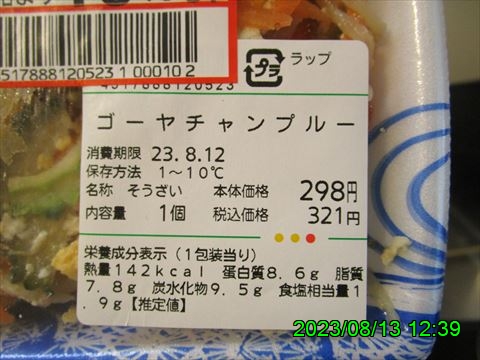 4517888120523 1 000102
プラ ラップ
4517888120523
ゴーヤチャンプルー
消費期限 23.8.12
保存方法 1～10℃
名称 そうざい 本体価格 298円
内容量 1個 税込価格 321円
栄養成分表示(1包装当り)
熱量142kcal 蛋白質8.6g 脂質
7.8g 炭水化物9.5g 食塩相当量1
.9g【推定値】
2023/08/13 12:39